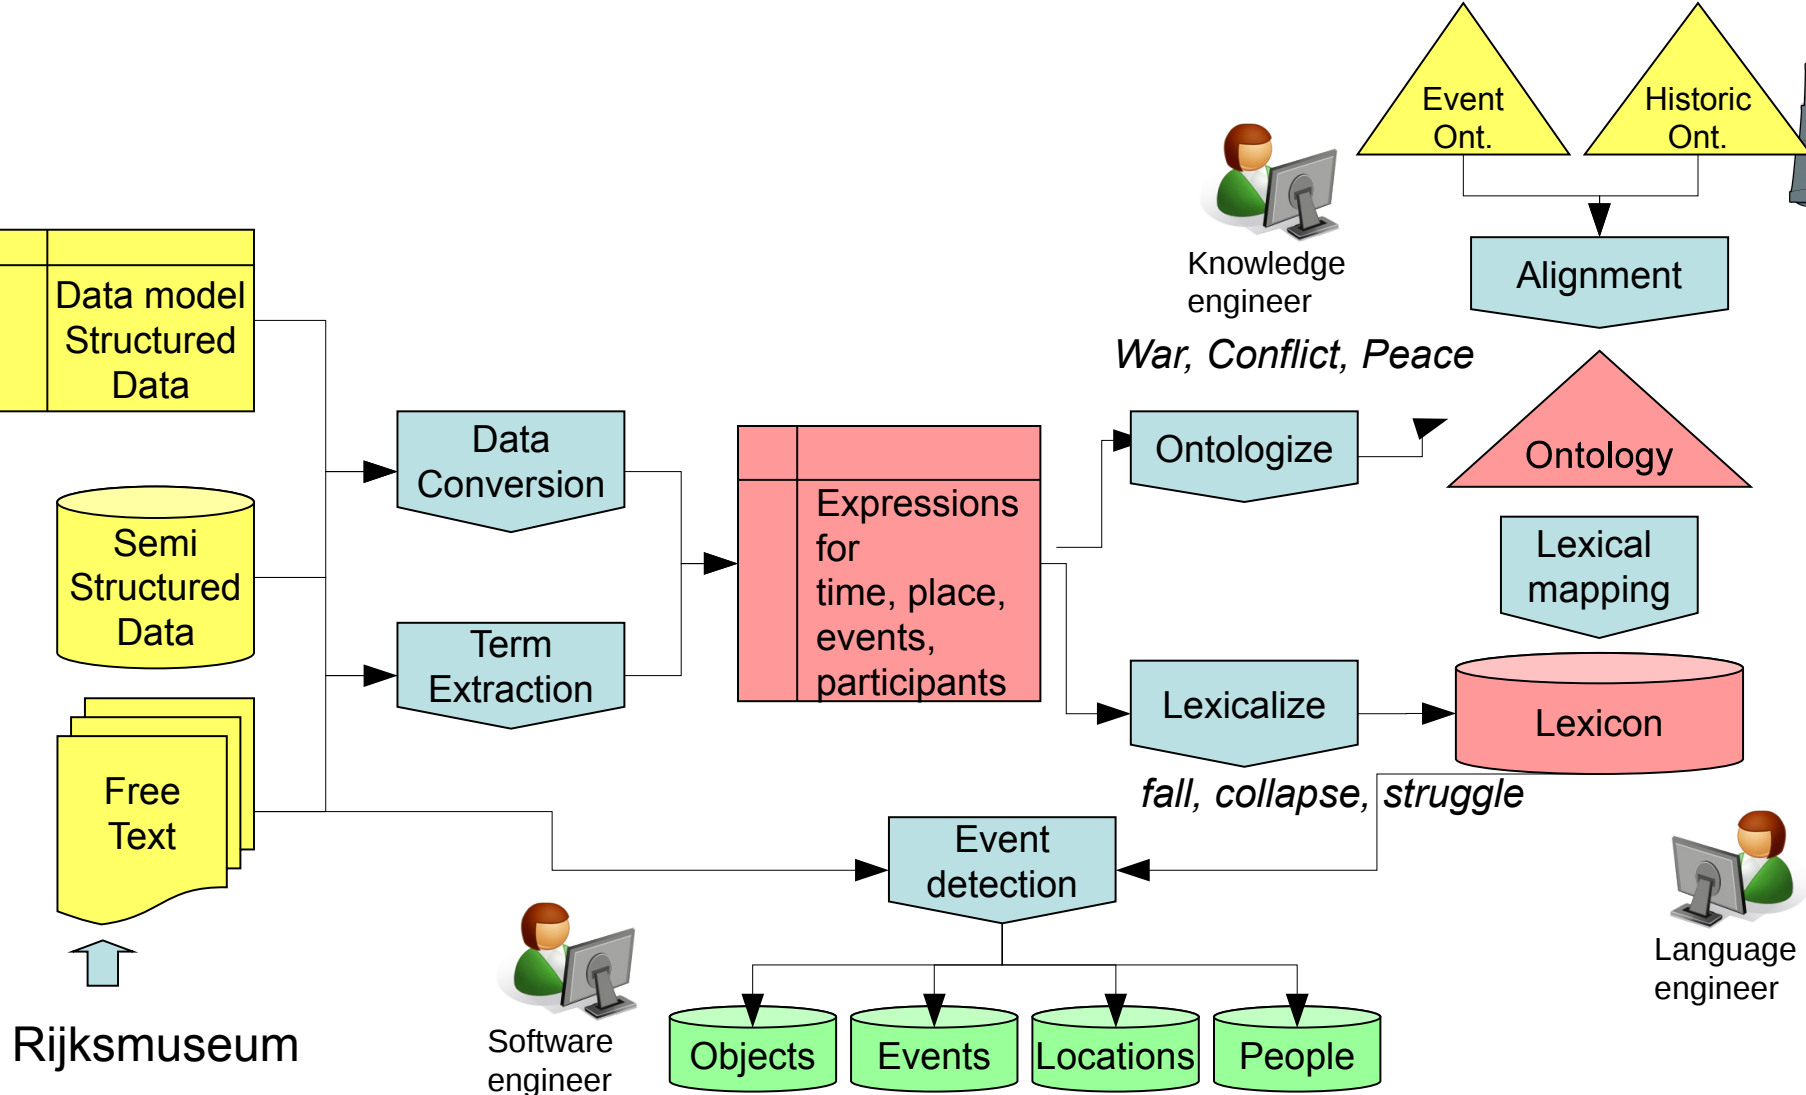 Event
Ont.
Historic
Ont.
Knowledge
engineer
Alignment
War, Conflict, Peace
Data model
Structured
Data
Data
Conversion
Ontologize
Ontology
Semi
Structured
Data
Expressions
for
time, place,
events,
participants
Lexical
mapping
Term
Extraction
Lexicalize
Lexicon
fall, collapse, struggle
Free
Text
Event
detection
Language
engineer
Rijksmuseum
Software
engineer
Objects
Events
Locations
People